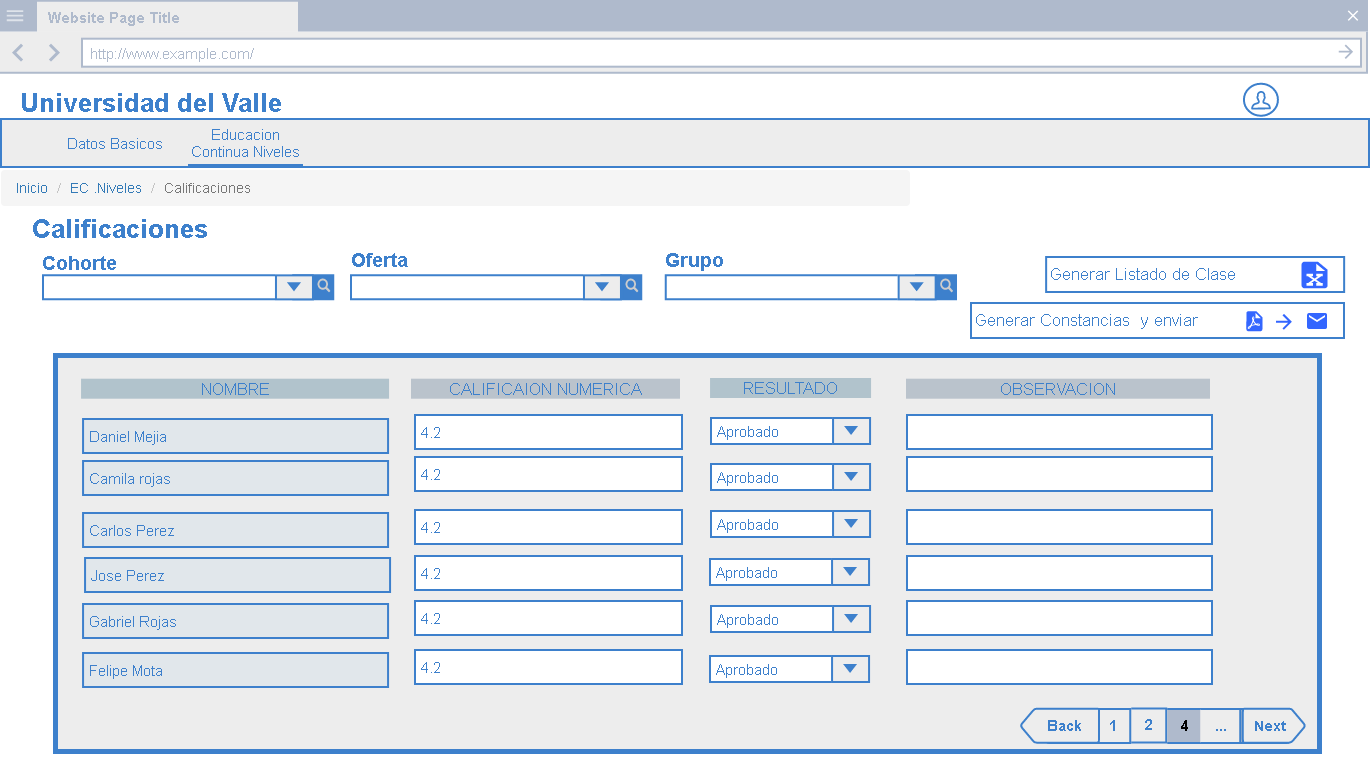 Website Page Title
http://www.example.com/
Universidad del Valle
Datos Basicos
Educacion
Continua Niveles
Inicio / EC .Niveles / Calificaciones
Calificaciones
Cohorte
Oferta
Grupo
Generar Listado de Clase
Generar Constancias y enviar
NOMBRE CALIFICAION NUMERICA RESULTADO OBSERVACION
Daniel Mejia 4.2 Aprobado
Camila rojas 4.2 Aprobado
Carlos Perez 4.2 Aprobado
Jose Perez 4.2 Aprobado
Gabriel Rojas 4.2 Aprobado
Felipe Mota 4.2 Aprobado
Back 1 2 4 ... Next